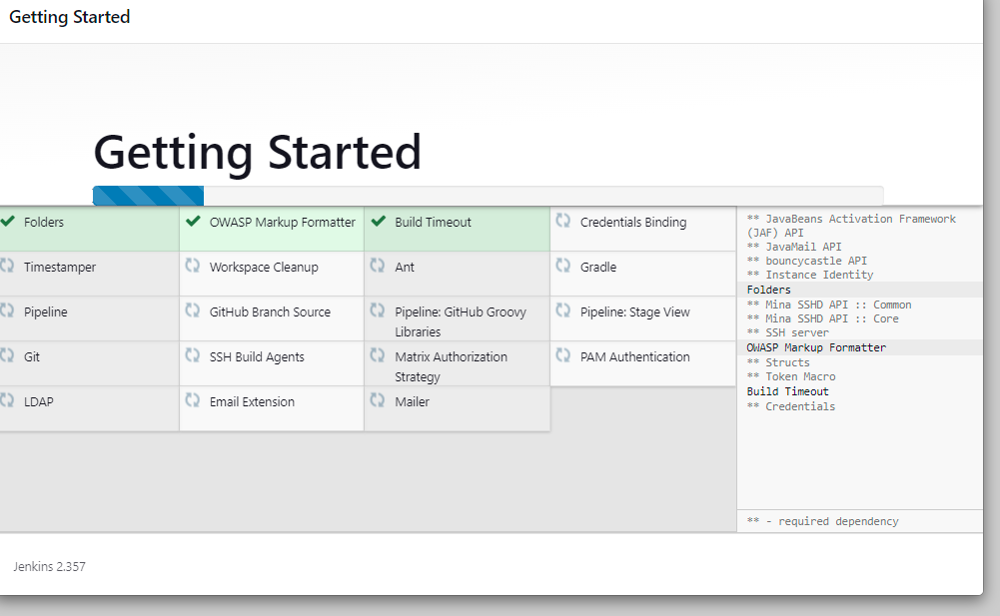 Getting Started
Getting Started
Folders
OWASP Markup Formatter
Build Timeout
Credentials Binding
Timestamper
Workspace Cleanup
Ant
Gradle
Pipeline
GitHub Branch Source
Pipeline: GitHub Groovy
Libraries
Pipeline: Stage View
Git
SSH Build Agents
Matrix Authorization
Strategy
PAM Authentication
LDAP
Email Extension
Mailer
** JavaBeans Activation Framework
(JAF) API
** JavaMail API
** bouncycastle API
** Instance Identity
Folders
** Mina SSHD API :: Common
** Mina SSHD API :: Core
** SSH server
OWASP Markup Formatter
** Structs
** Token Macro
Build Timeout
** Credentials
** - required dependency
Jenkins 2.357